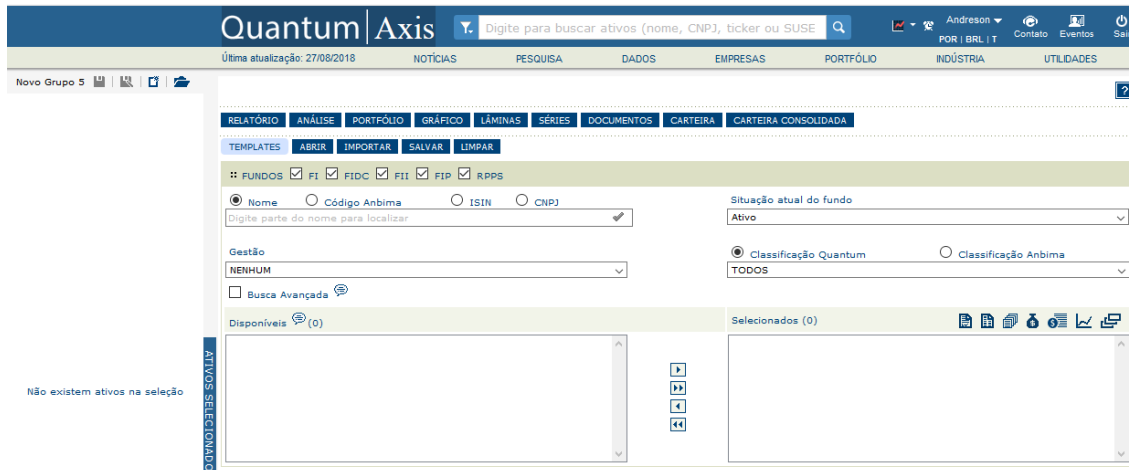 Quantum|Axis
Digite para buscar ativos (nome, CNPJ, ticker ou SUSE
Andreson
POR | BRL | T
Contato
Eventos
Sair
Última atualização: 27/08/2018
NOTÍCIAS
PESQUISA
DADOS
EMPRESAS
PORTFÓLIO
INDÚSTRIA
UTILIDADES
Novo Grupo 5
?
RELATÓRIO ANÁLISE PORTFÓLIO GRÁFICO LÂMINAS SÉRIES DOCUMENTOS CARTEIRA CARTEIRA CONSOLIDADA
TEMPLATES ABRIR IMPORTAR SALVAR LIMPAR
:: FUNDOS FI FIDC FII FIP RPPS
Nome Código Anbima ISIN CNPJ
Situação atual do fundo
Digite parte do nome para localizar
Ativo
Gestão
Classificação Quantum Classificação Anbima
NENHUM
TODOS
Busca Avançada
Disponíveis (0)
Selecionados (0)
ATIVOS SELECIONADO
Não existem ativos na seleção